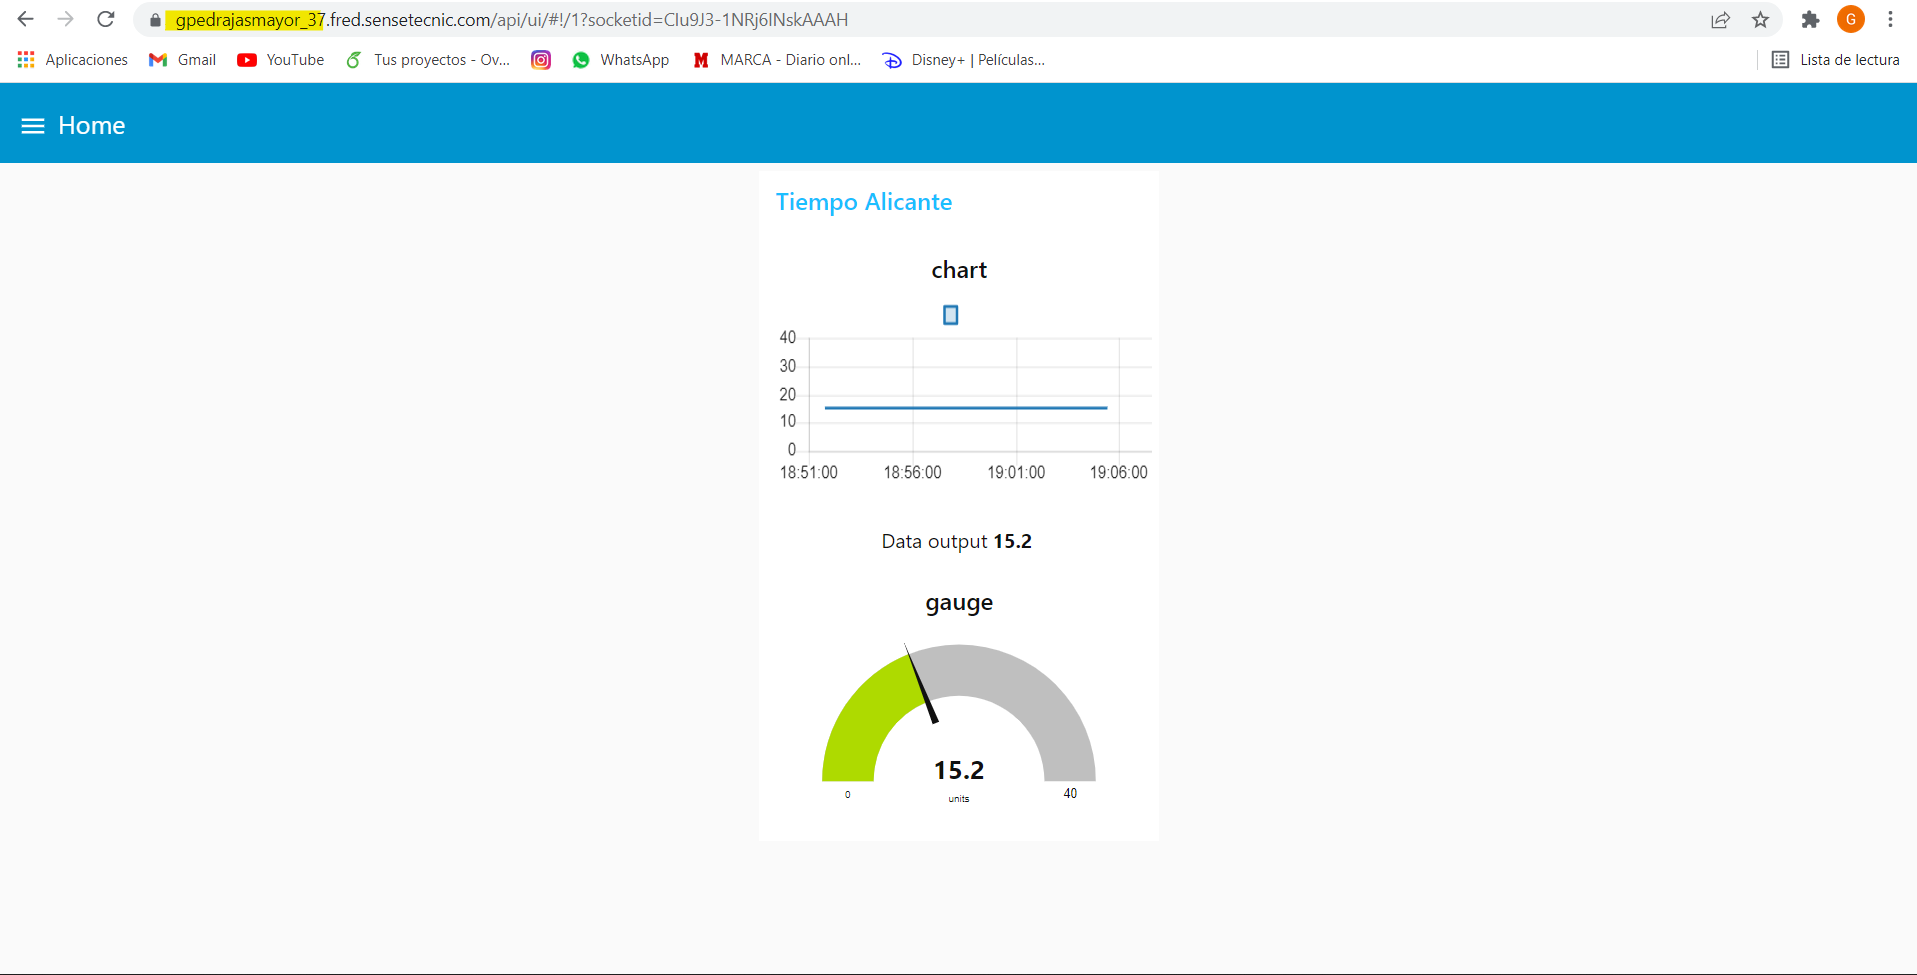 gpedrajasmayor_37.fred.sensetecnic.com/api/ui/#!/1?socketid=CIu9J3-1NRj6INskAAAH
G
Aplicaciones Gmail YouTube Tus proyectos - Ov... WhatsApp MARCA - Diario onl... Disney+ | Películas... Lista de lectura
Home
Tiempo Alicante
chart
40
30
20
10
0
18:51:00 18:56:00 19:01:00 19:06:00
Data output 15.2
gauge
15.2
0 units 40